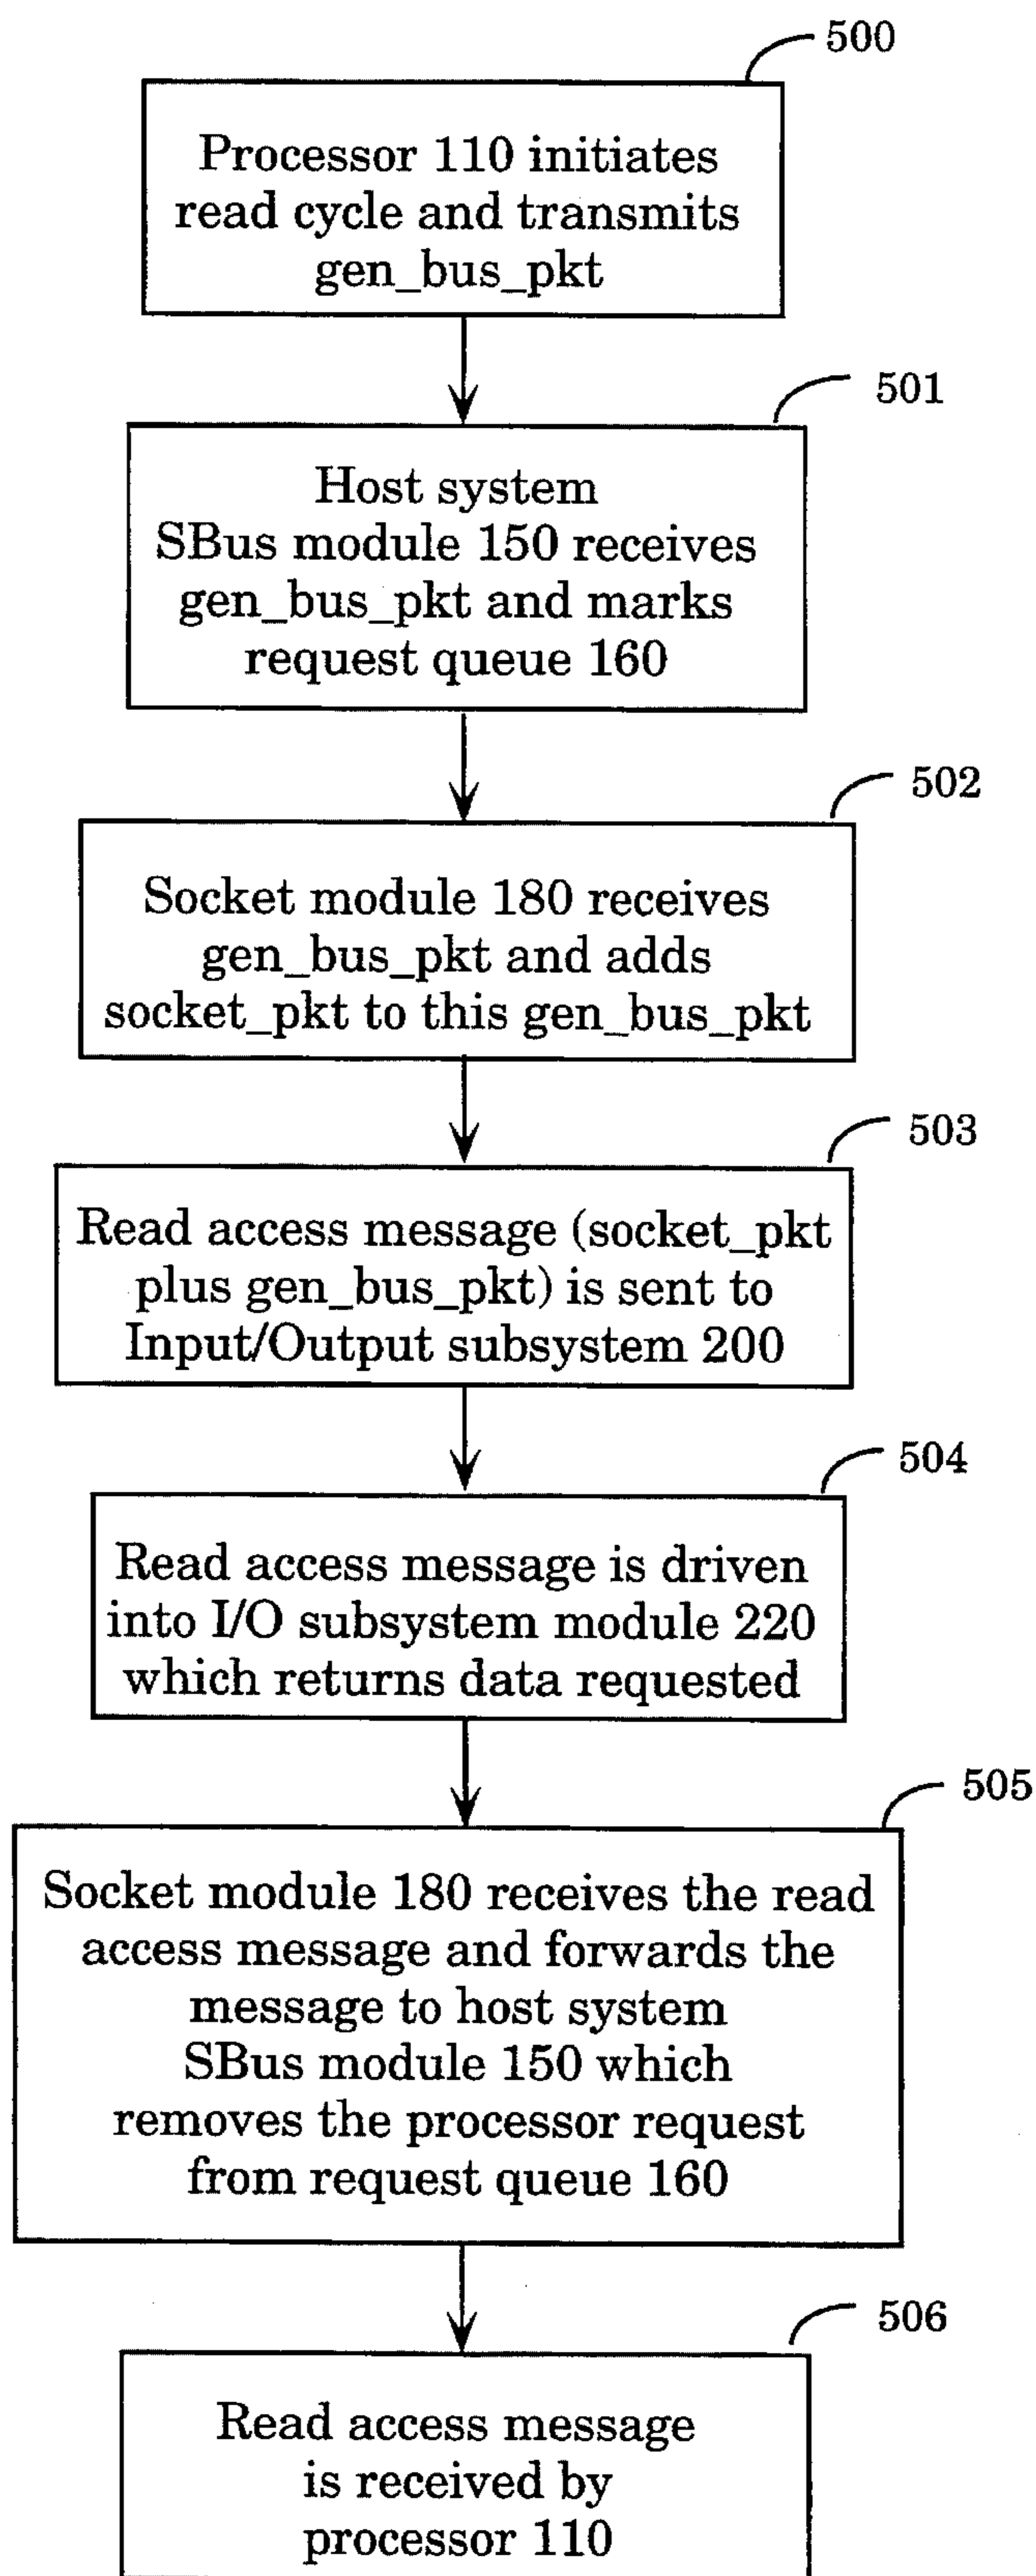 500
Processor 110 initiates
read cycle and transmits
gen_bus_pkt
501
Host system
SBus module 150 receives
gen_bus_pkt and marks
request queue 160
502
Socket module 180 receives
gen_bus_pkt and adds
socket_pkt to this gen_bus_pkt
503
Read access message (socket_pkt
plus gen_bus_pkt) is sent to
Input/Output subsystem 200
504
Read access message is driven
into I/O subsystem module 220
which returns data requested
505
Socket module 180 receives the read
access message and forwards the
message to host system
SBus module 150 which
removes the processor request
from request queue 160
506
Read access message
is received by
processor 110